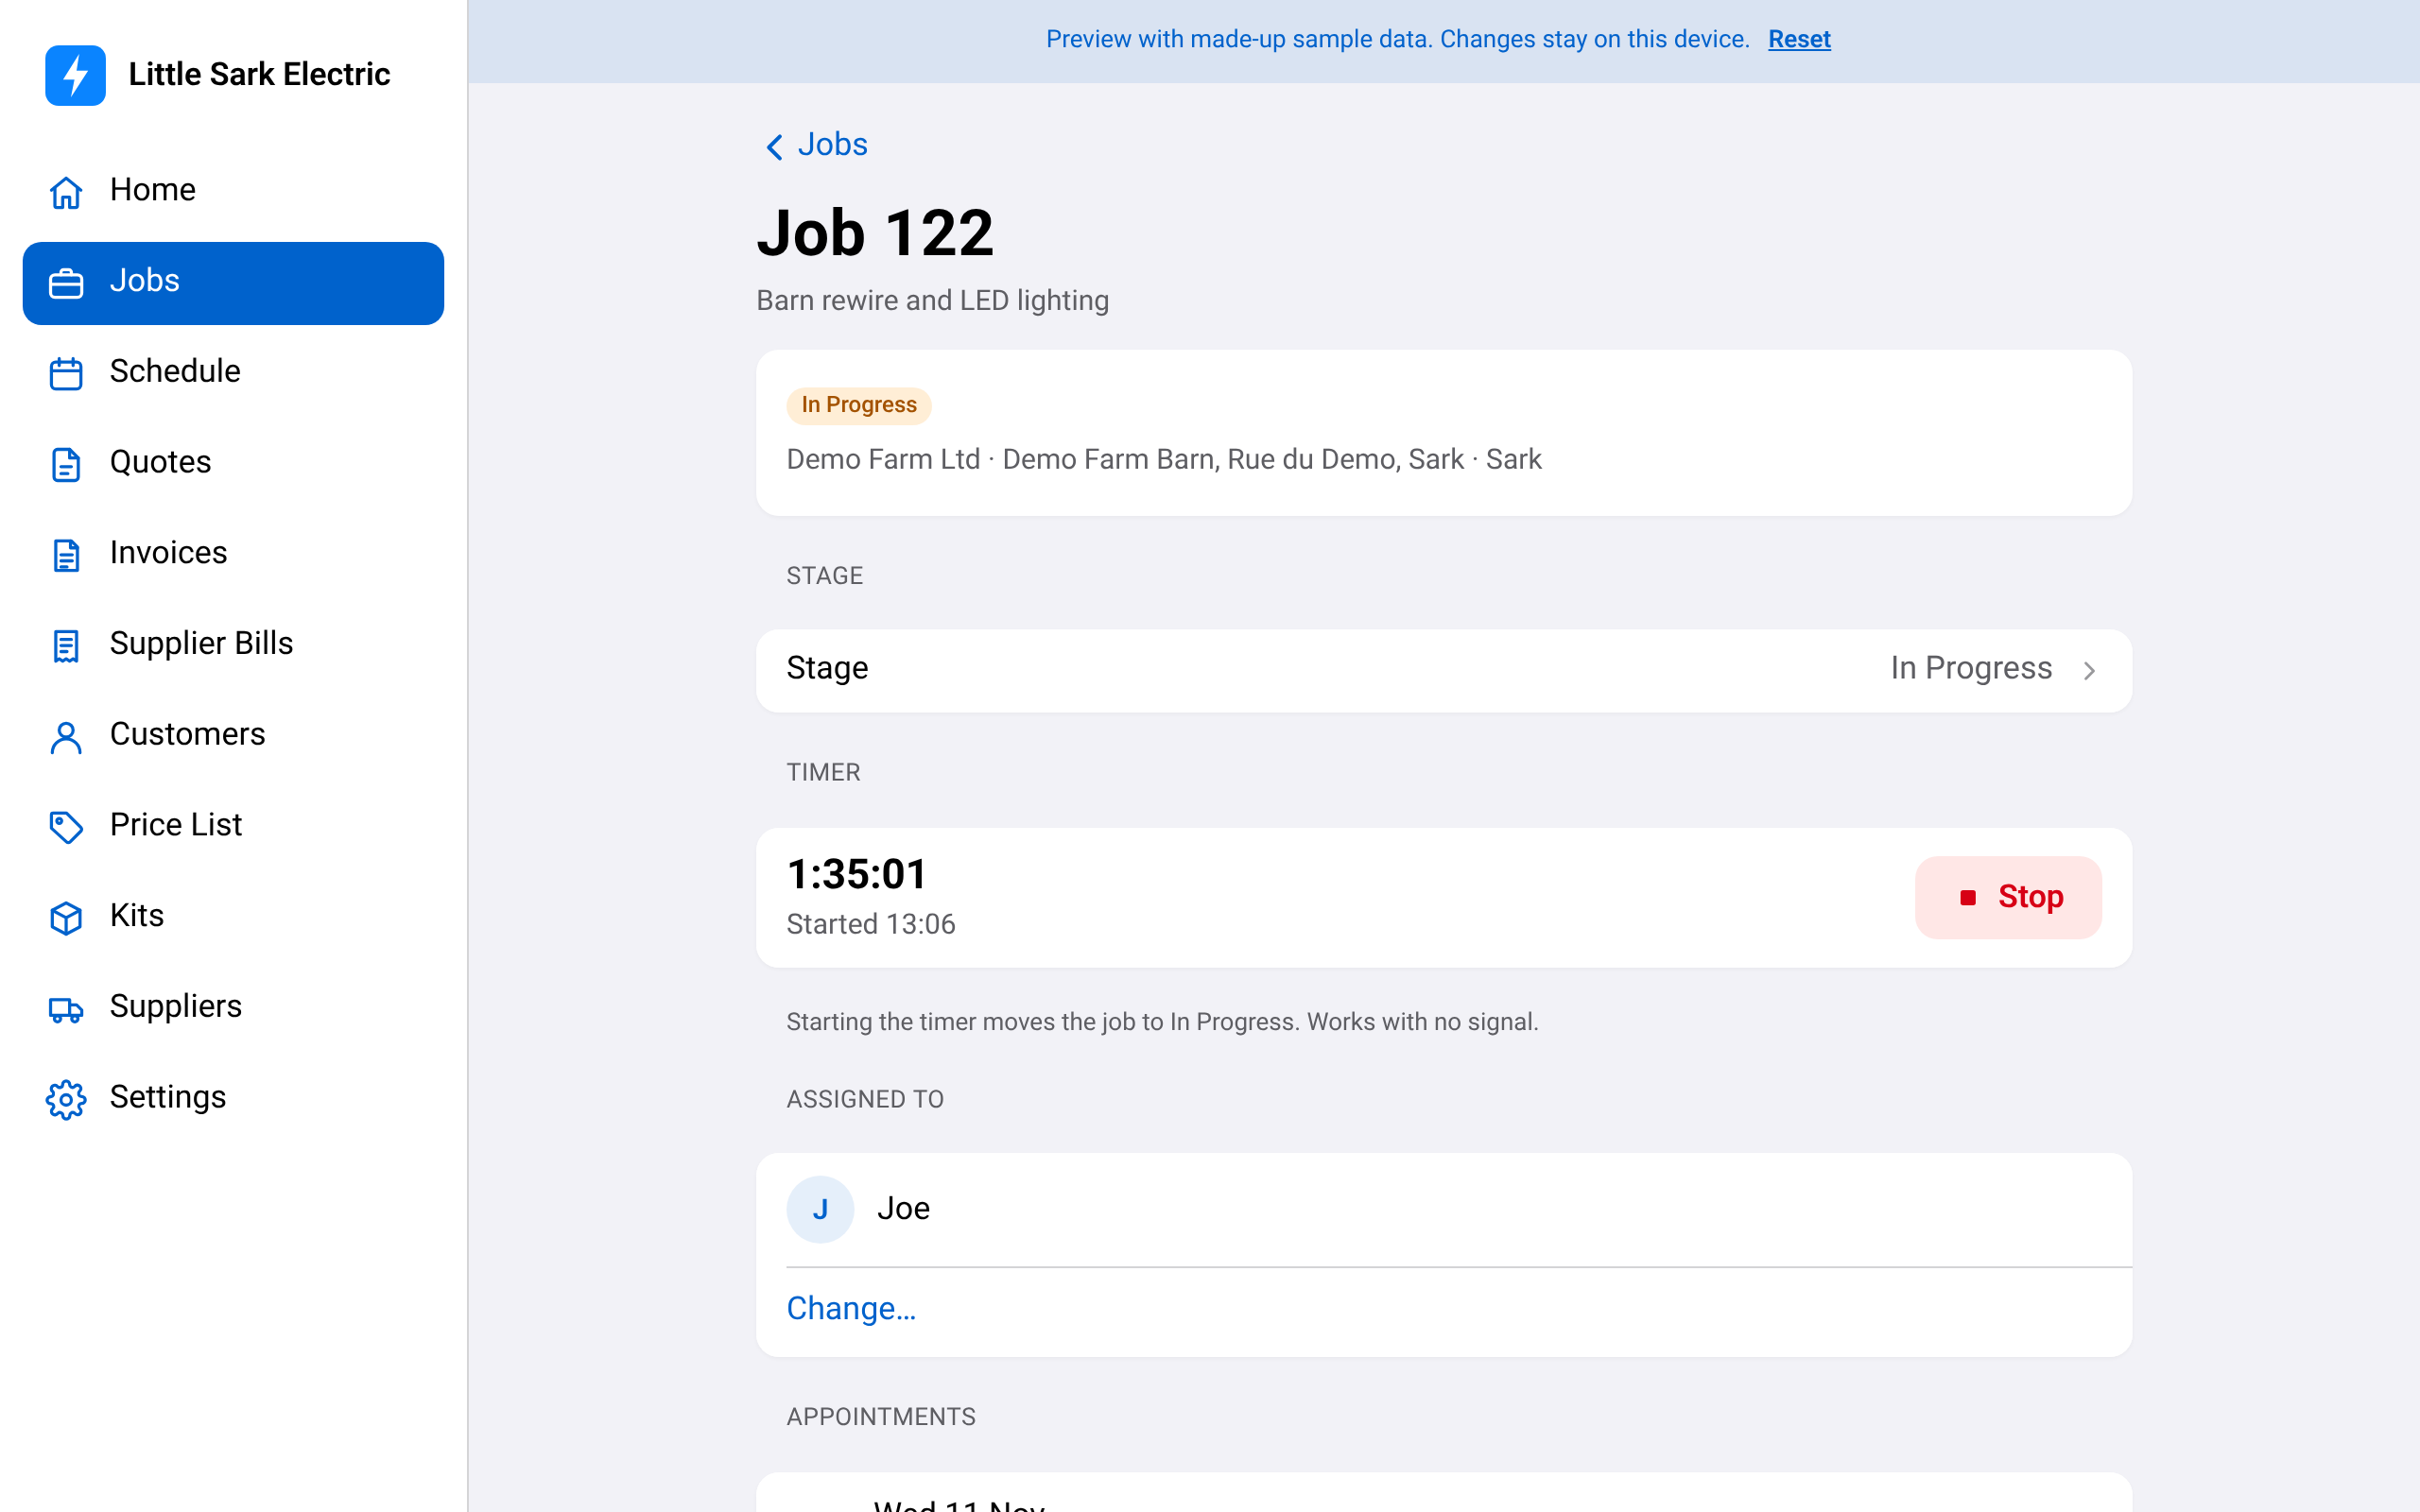 Little Sark Electric
Home
Jobs
Schedule
Quotes
Invoices
Supplier Bills
Customers
Price List
Kits
Suppliers
Settings
Preview with made-up sample data. Changes stay on this device. Reset
Jobs
Job 122
Barn rewire and LED lighting
In Progress
Demo Farm Ltd · Demo Farm Barn, Rue du Demo, Sark · Sark
STAGE
Stage In Progress
TIMER
1:35:01
Started 13:06
Stop
Starting the timer moves the job to In Progress. Works with no signal.
ASSIGNED TO
J Joe
Change...
APPOINTMENTS
Wed 11 Nov